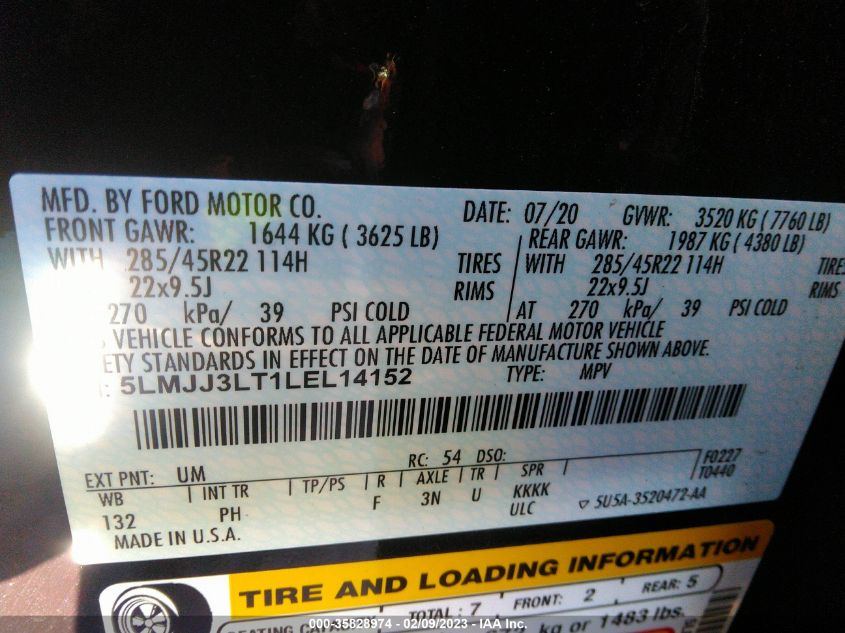 MFD. BY FORD MOTOR CO. DATE: 07/20 GVWR: 3520 KG ( 7760 LB)
FRONT GAWR: 1644 KG ( 3625 LB) REAR GAWR: 1987 KG ( 4380 LB)
WITH 285/45R22 114H TIRES WITH 285/45R22 114H TIRES
22x9.5J RIMS 22x9.5J RIMS
270 kPa/ 39 PSI COLD AT 270 kPa/ 39 PSI COLD
VEHICLE CONFORMS TO ALL APPLICABLE FEDERAL MOTOR VEHICLE
ETY STANDARDS IN EFFECT ON THE DATE OF MANUFACTURE SHOWN ABOVE.
5LMJJ3LT1LEL14152 TYPE: MPV
EXT PNT: UM RC: 54 DSO: F0227
WB INT TR TP/PS R AXLE TR SPR T0440
132 PH F 3N U KKKK
ULC 5U5A-3520472-AA
MADE IN U.S.A.
TIRE AND LOADING INFORMATION
SEATING CAPACITY TOTAL : 7 FRONT: 2 REAR: 5
kg or 1483 lbs.
000-35828974 - 02/09/2023 - IAA Inc.